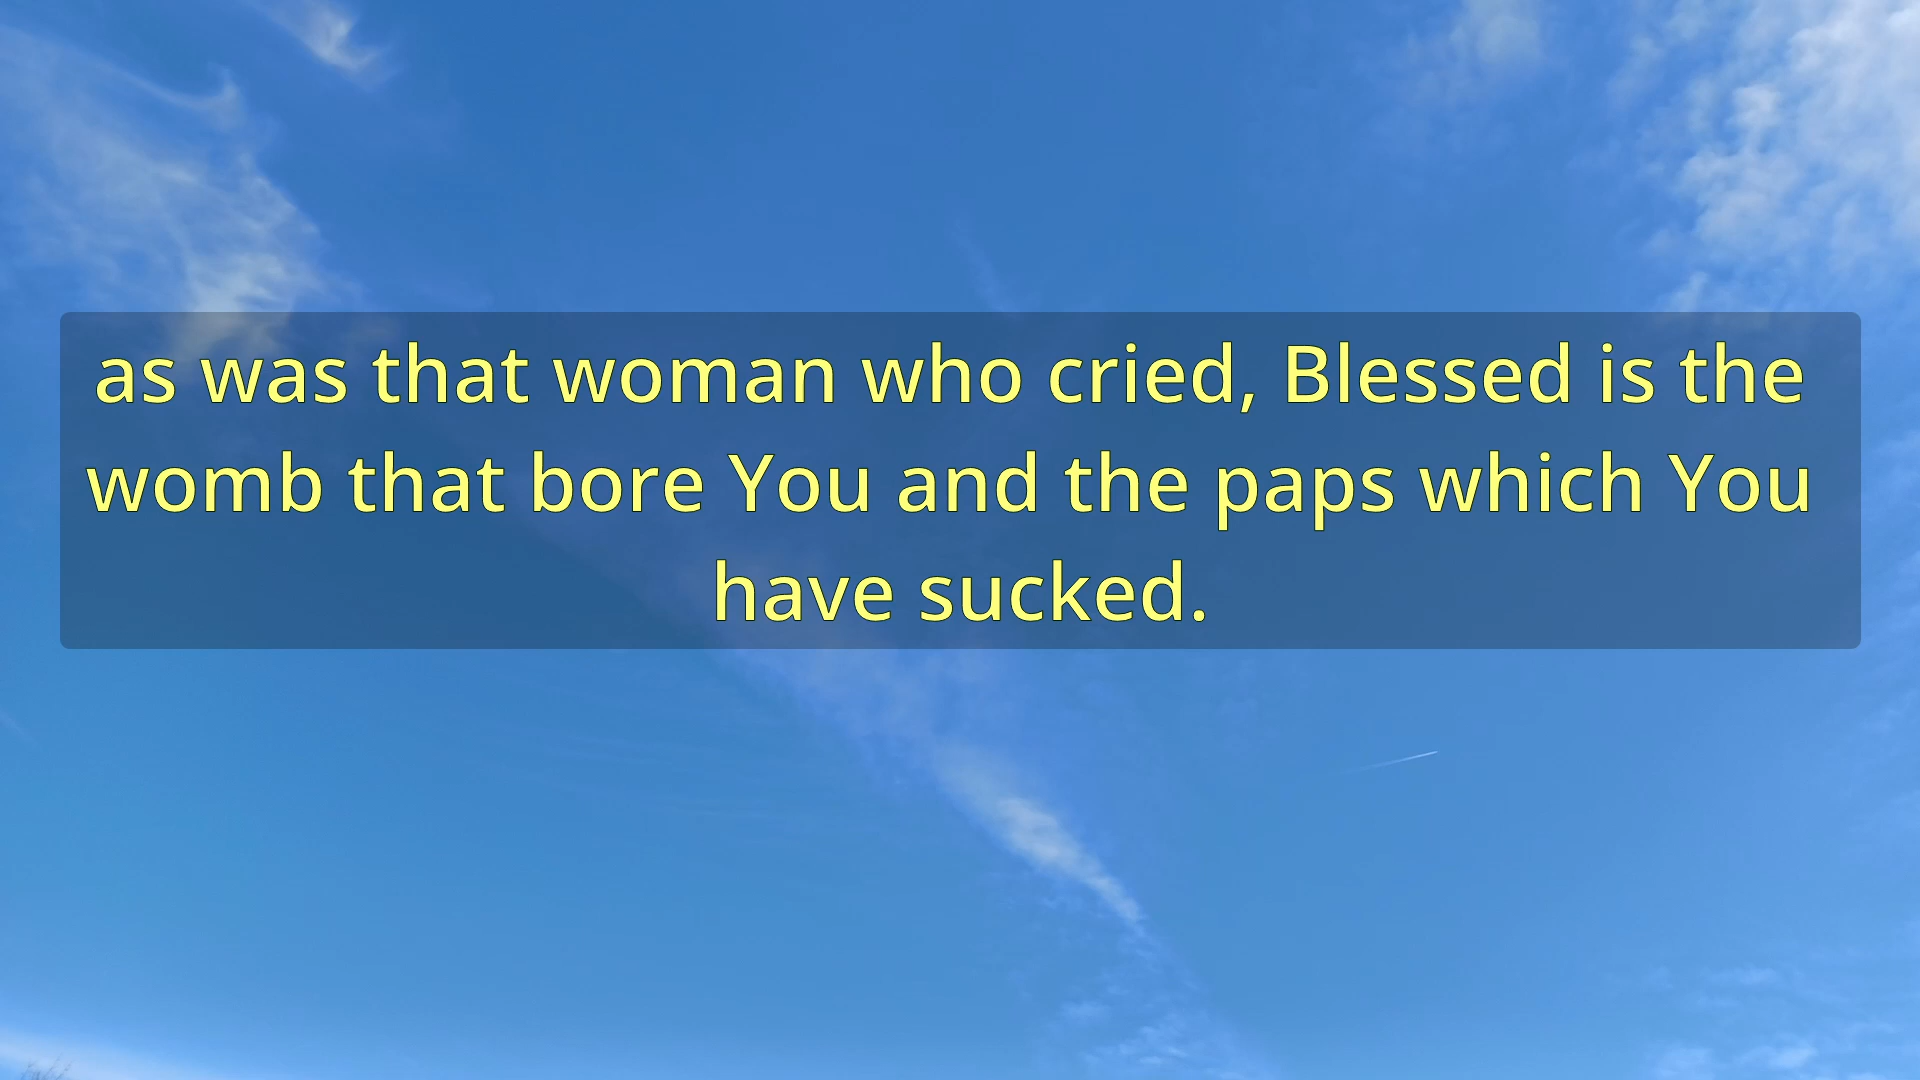 as was that woman who cried, Blessed is the
womb that bore You and the paps which You
have sucked.